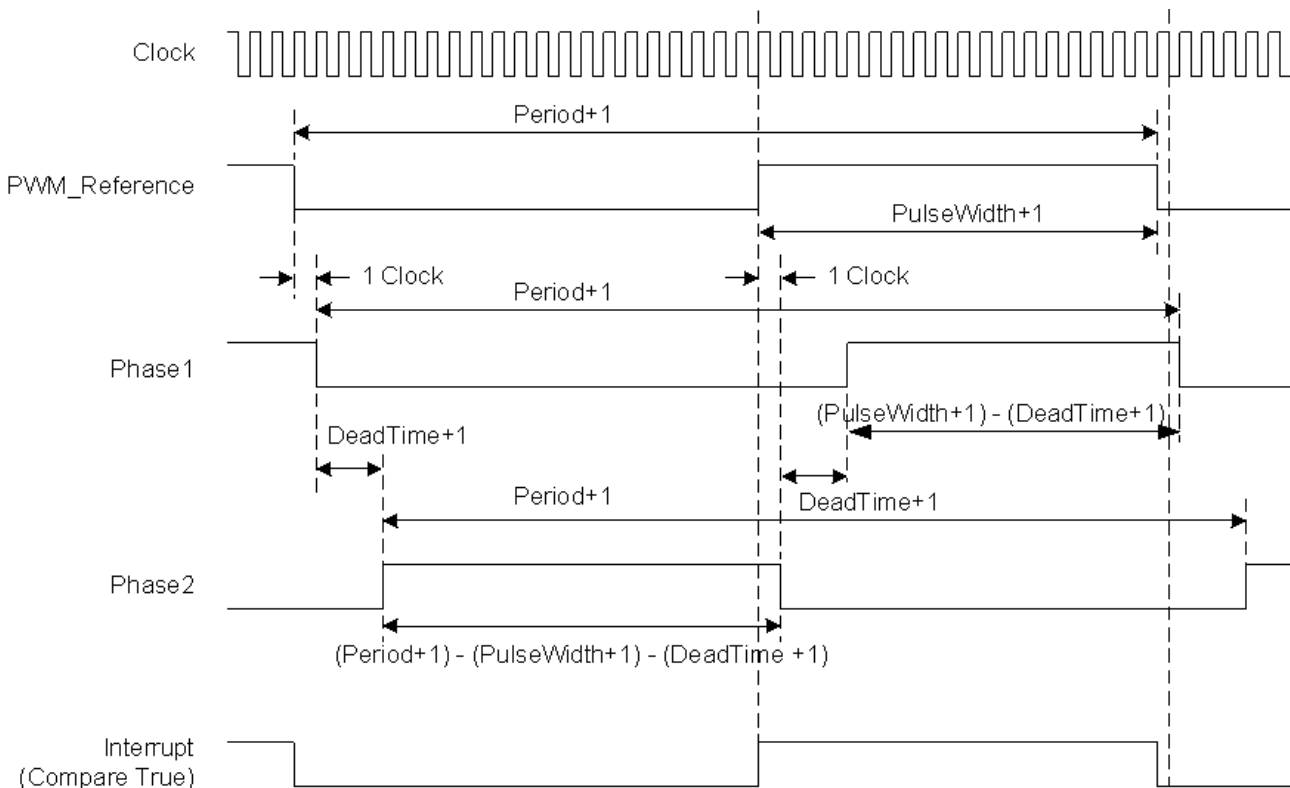 Clock
Period+1
PWM_Reference
PulseWidth+1
1 Clock
1 Clock
Period+1
Phase1
(PulseWidth+1) - (DeadTime+1)
DeadTime+1
Period+1
DeadTime+1
Phase2
(Period+1) - (PulseWidth+1) - (DeadTime +1)
Interrupt
(Compare True)